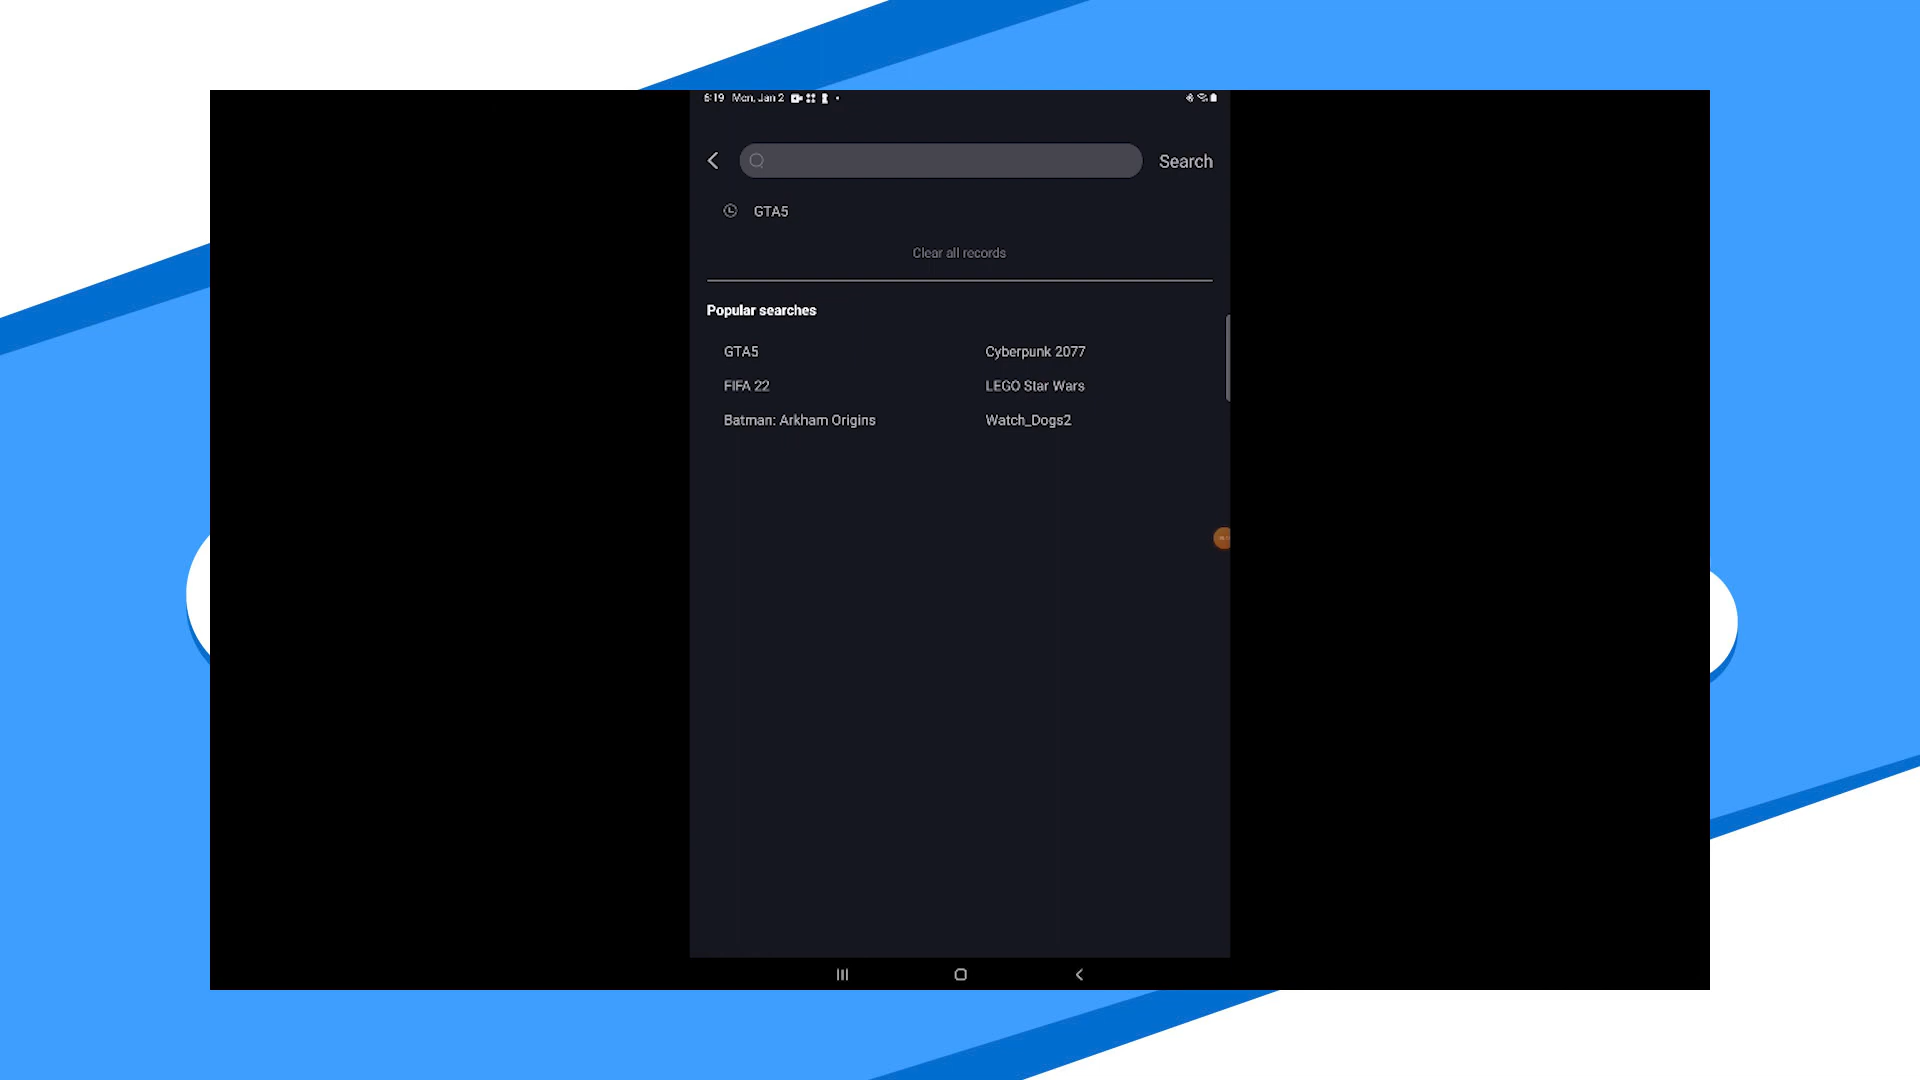 6:19 Mon, Jan 2
Search
GTA5
Clear all records
Popular searches
GTA5 Cyberpunk 2077
FIFA 22 LEGO Star Wars
Batman: Arkham Origins Watch_Dogs2